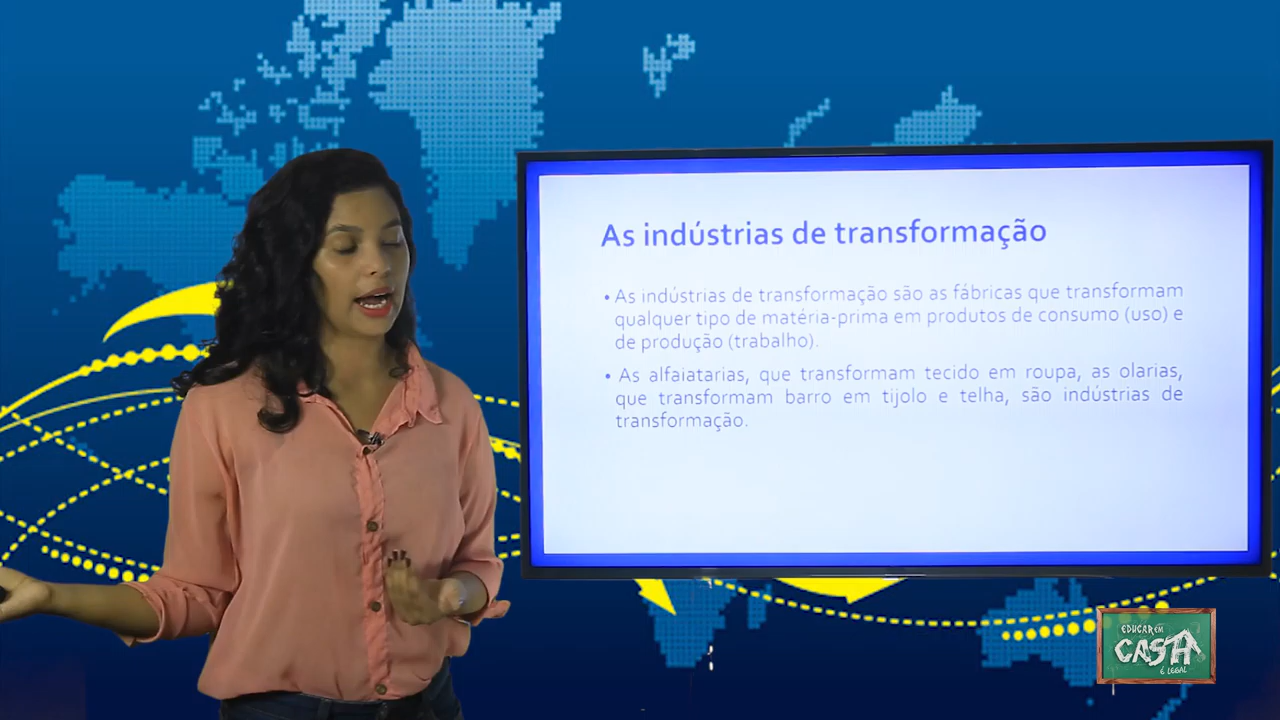 As indústrias de transformação
• As indústrias de transformação são as fábricas que transformam
qualquer tipo de matéria-prima em produtos de consumo (uso) e
de produção (trabalho).
• As alfaiatarias, que transformam tecido em roupa, as olarias,
que transformam barro em tijolo e telha, são indústrias de
transformação.
EDUCAR EM
CASA
É LEGAL